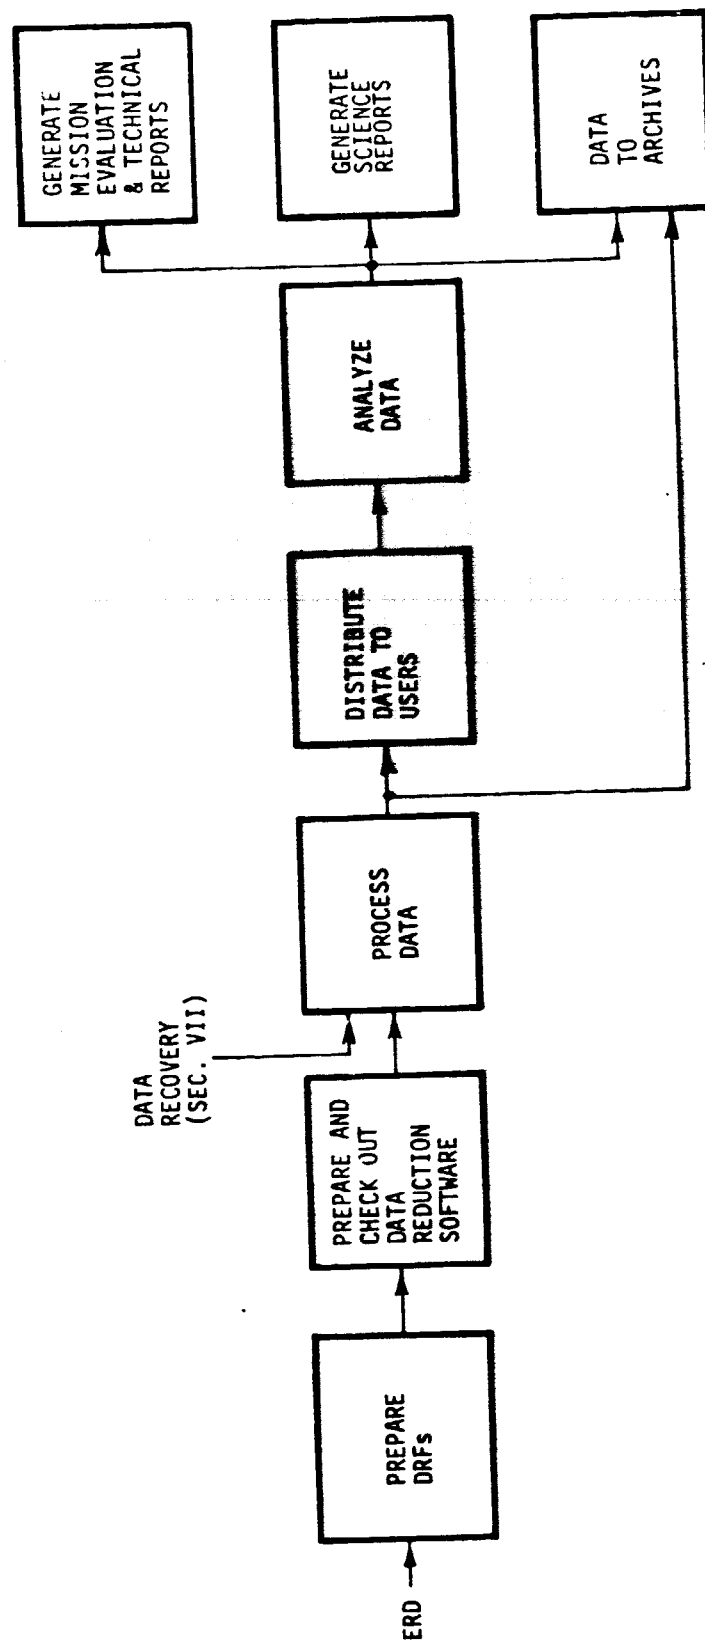 ERD
PREPARE
DRFs
PREPARE AND
CHECK OUT
DATA
REDUCTION
SOFTWARE
DATA
RECOVERY
(SEC. VII)
PROCESS
DATA
DISTRIBUTE
DATA TO
USERS
ANALYZE
DATA
GENERATE
MISSION
EVALUATION
& TECHNICAL
REPORTS
GENERATE
SCIENCE
REPORTS
DATA
TO
ARCHIVES